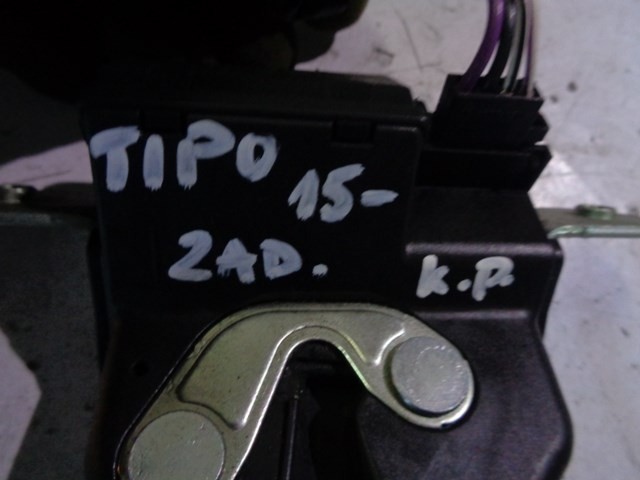 TIPO
15-
ZAD.
K.P.